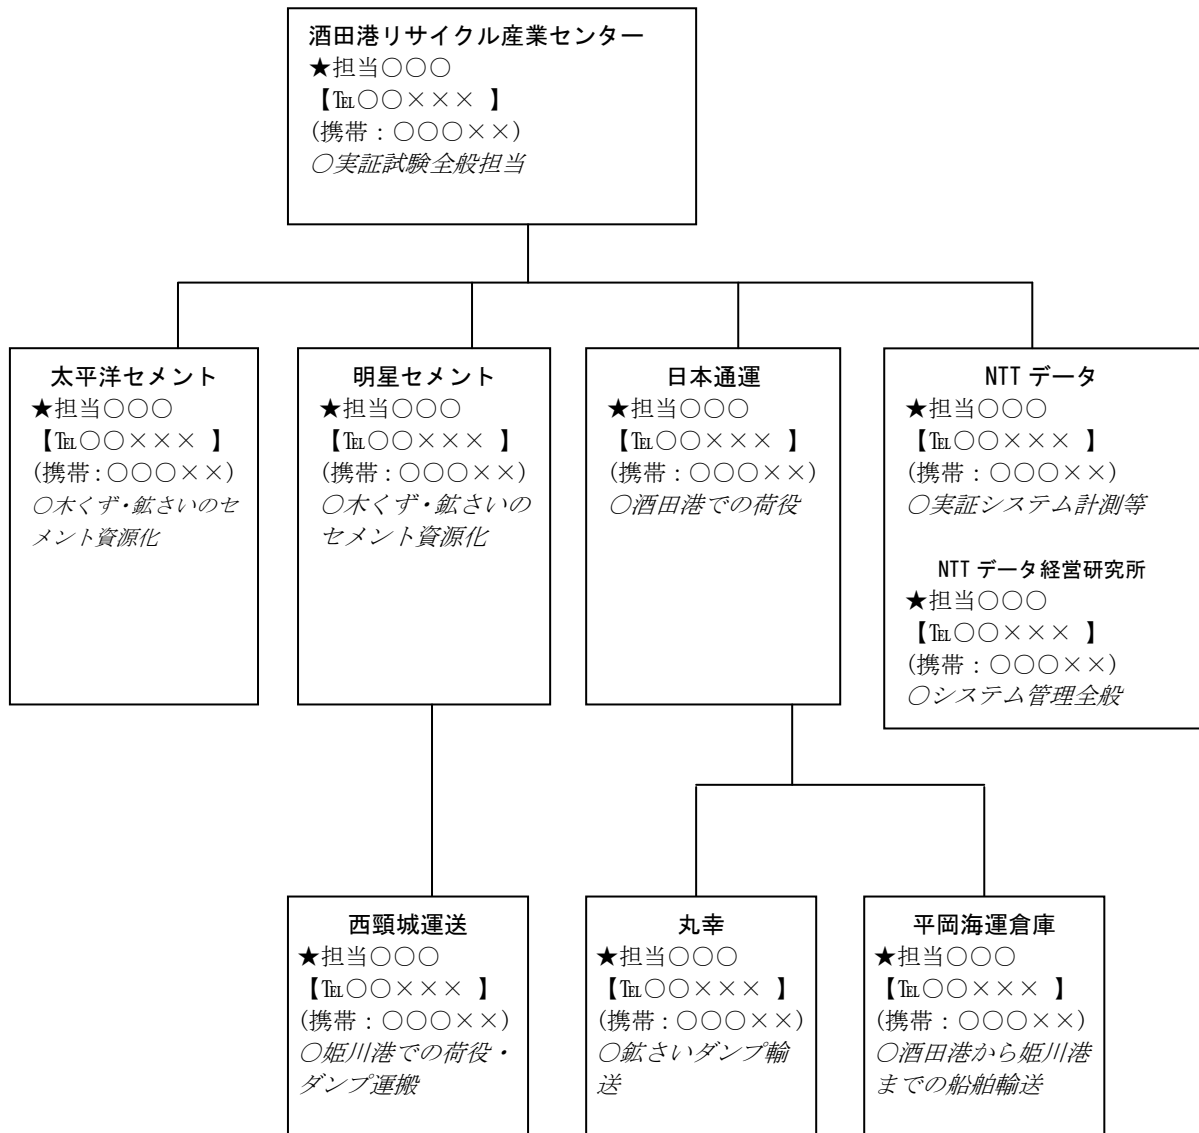 酒田港リサイクル産業センター
★担当○○○
【℡○○××× 】
(携帯：○○○××)
○実証試験全般担当
太平洋セメント
★担当○○○
【℡○○××× 】
(携帯：○○○××)
○木くず・鉱さいのセ
メント資源化
明星セメント
★担当○○○
【℡○○××× 】
(携帯：○○○××)
○木くず・鉱さいの
セメント資源化
日本通運
★担当○○○
【℡○○××× 】
(携帯：○○○××)
○酒田港での荷役
NTT データ
★担当○○○
【℡○○××× 】
(携帯：○○○××)
○実証システム計測等
NTT データ経営研究所
★担当○○○
【℡○○××× 】
(携帯：○○○××)
○システム管理全般
西頸城運送
★担当○○○
【℡○○××× 】
(携帯：○○○××)
○姫川港での荷役・
ダンプ運搬
丸幸
★担当○○○
【℡○○××× 】
(携帯：○○○××)
○鉱さいダンプ輸
送
平岡海運倉庫
★担当○○○
【℡○○××× 】
(携帯：○○○××)
○酒田港から姫川港
までの船舶輸送